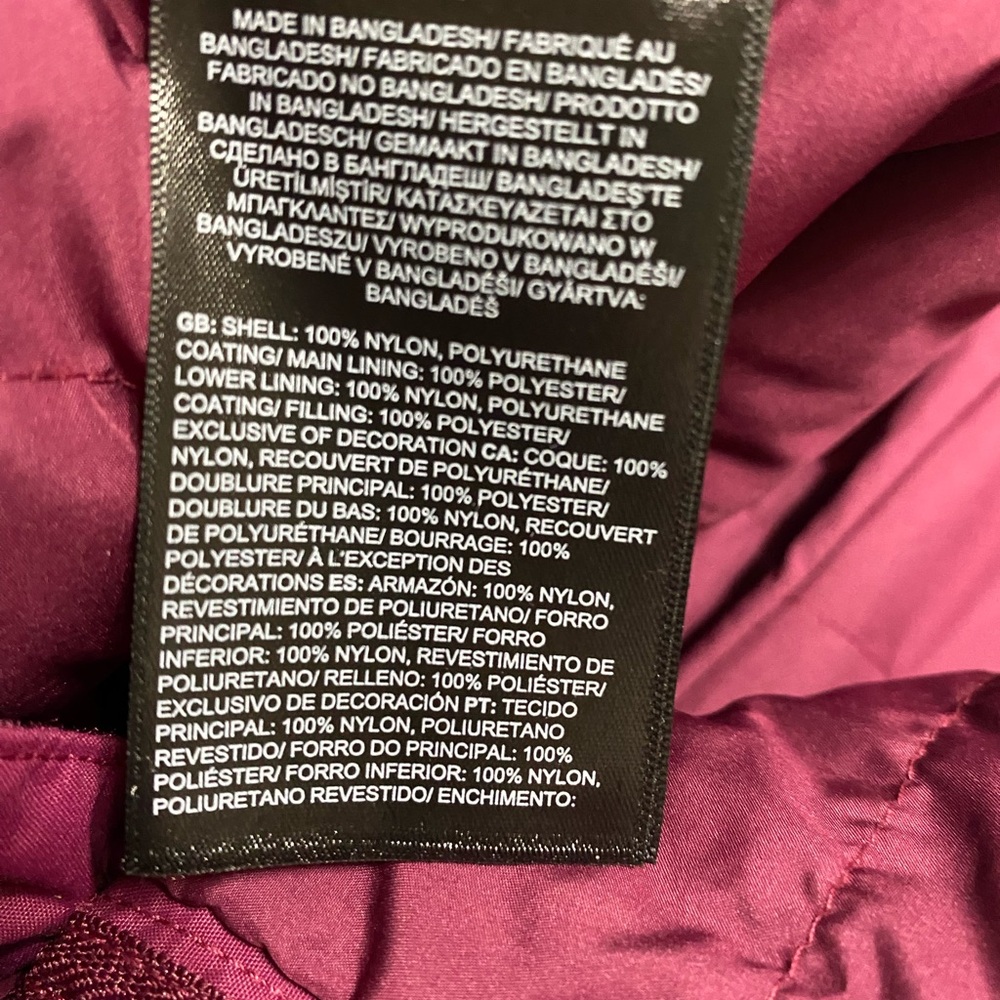 MADE IN BANGLADESH/ FABRIQUÉ AU
BANGLADESH/ FABRICADO EN BANGLADÉS/
FABRICADO NO BANGLADESH/ PRODOTTO
IN BANGLADESH/ HERGESTELLT IN
BANGLADESCH/ GEMAAKT IN BANGLADESH/
СДЕЛАНО В БАНГЛАДЕШ/ BANGLADEŞ'TE
ÜRETİLMİŞTİR/ ΚΑΤΑΣΚΕΥΑΖΕΤΑΙ ΣΤΟ
ΜΠΑΓΚΛΑΝΤΕΣ/ WYPRODUKOWANO W
BANGLADESZU/ VYROBENO V BANGLADÉŠI/
VYROBENÉ V BANGLADÉŠI/ GYÁRTVA:
BANGLADÉS
GB: SHELL: 100% NYLON, POLYURETHANE
COATING/ MAIN LINING: 100% POLYESTER/
LOWER LINING: 100% NYLON, POLYURETHANE
COATING/ FILLING: 100% POLYESTER/
EXCLUSIVE OF DECORATION CA: COQUE: 100%
NYLON, RECOUVERT DE POLYURÉTHANE/
DOUBLURE PRINCIPAL: 100% POLYESTER/
DOUBLURE DU BAS: 100% NYLON, RECOUVERT
DE POLYURÉTHANE/ BOURRAGE: 100%
POLYESTER/ À L'EXCEPTION DES
DÉCORATIONS ES: ARMAZÓN: 100% NYLON,
REVESTIMIENTO DE POLIURETANO/ FORRO
PRINCIPAL: 100% POLIÉSTER/ FORRO
INFERIOR: 100% NYLON, REVESTIMIENTO DE
POLIURETANO/ RELLENO: 100% POLIÉSTER/
EXCLUSIVO DE DECORACIÓN PT: TECIDO
PRINCIPAL: 100% NYLON, POLIURETANO
REVESTIDO/ FORRO DO PRINCIPAL: 100%
POLIÉSTER/ FORRO INFERIOR: 100% NYLON,
POLIURETANO REVESTIDO/ ENCHIMENTO: